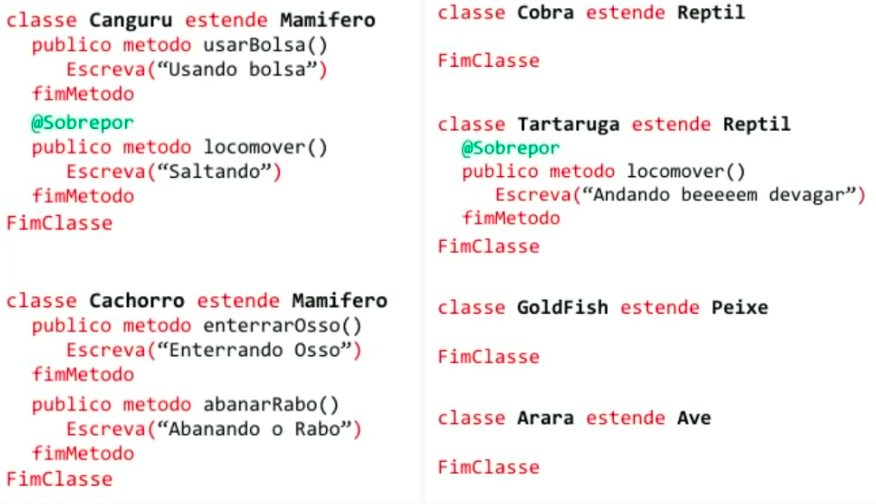 classe Canguru estende Mamifero
publico metodo usarBolsa()
Escreva(“Usando bolsa”)
fimMetodo
@Sobrepor
publico metodo locomover()
Escreva(“Saltando”)
fimMetodo
FimClasse
classe Cachorro estende Mamifero
publico metodo enterrarOsso()
Escreva(“Enterrando Osso”)
fimMetodo
publico metodo abanarRabo()
Escreva(“Abanando o Rabo”)
fimMetodo
FimClasse
classe Cobra estende Reptil
FimClasse
classe Tartaruga estende Reptil
@Sobrepor
publico metodo locomover()
Escreva(“Andando beeeeem devagar”)
fimMetodo
FimClasse
classe GoldFish estende Peixe
FimClasse
classe Arara estende Ave
FimClasse